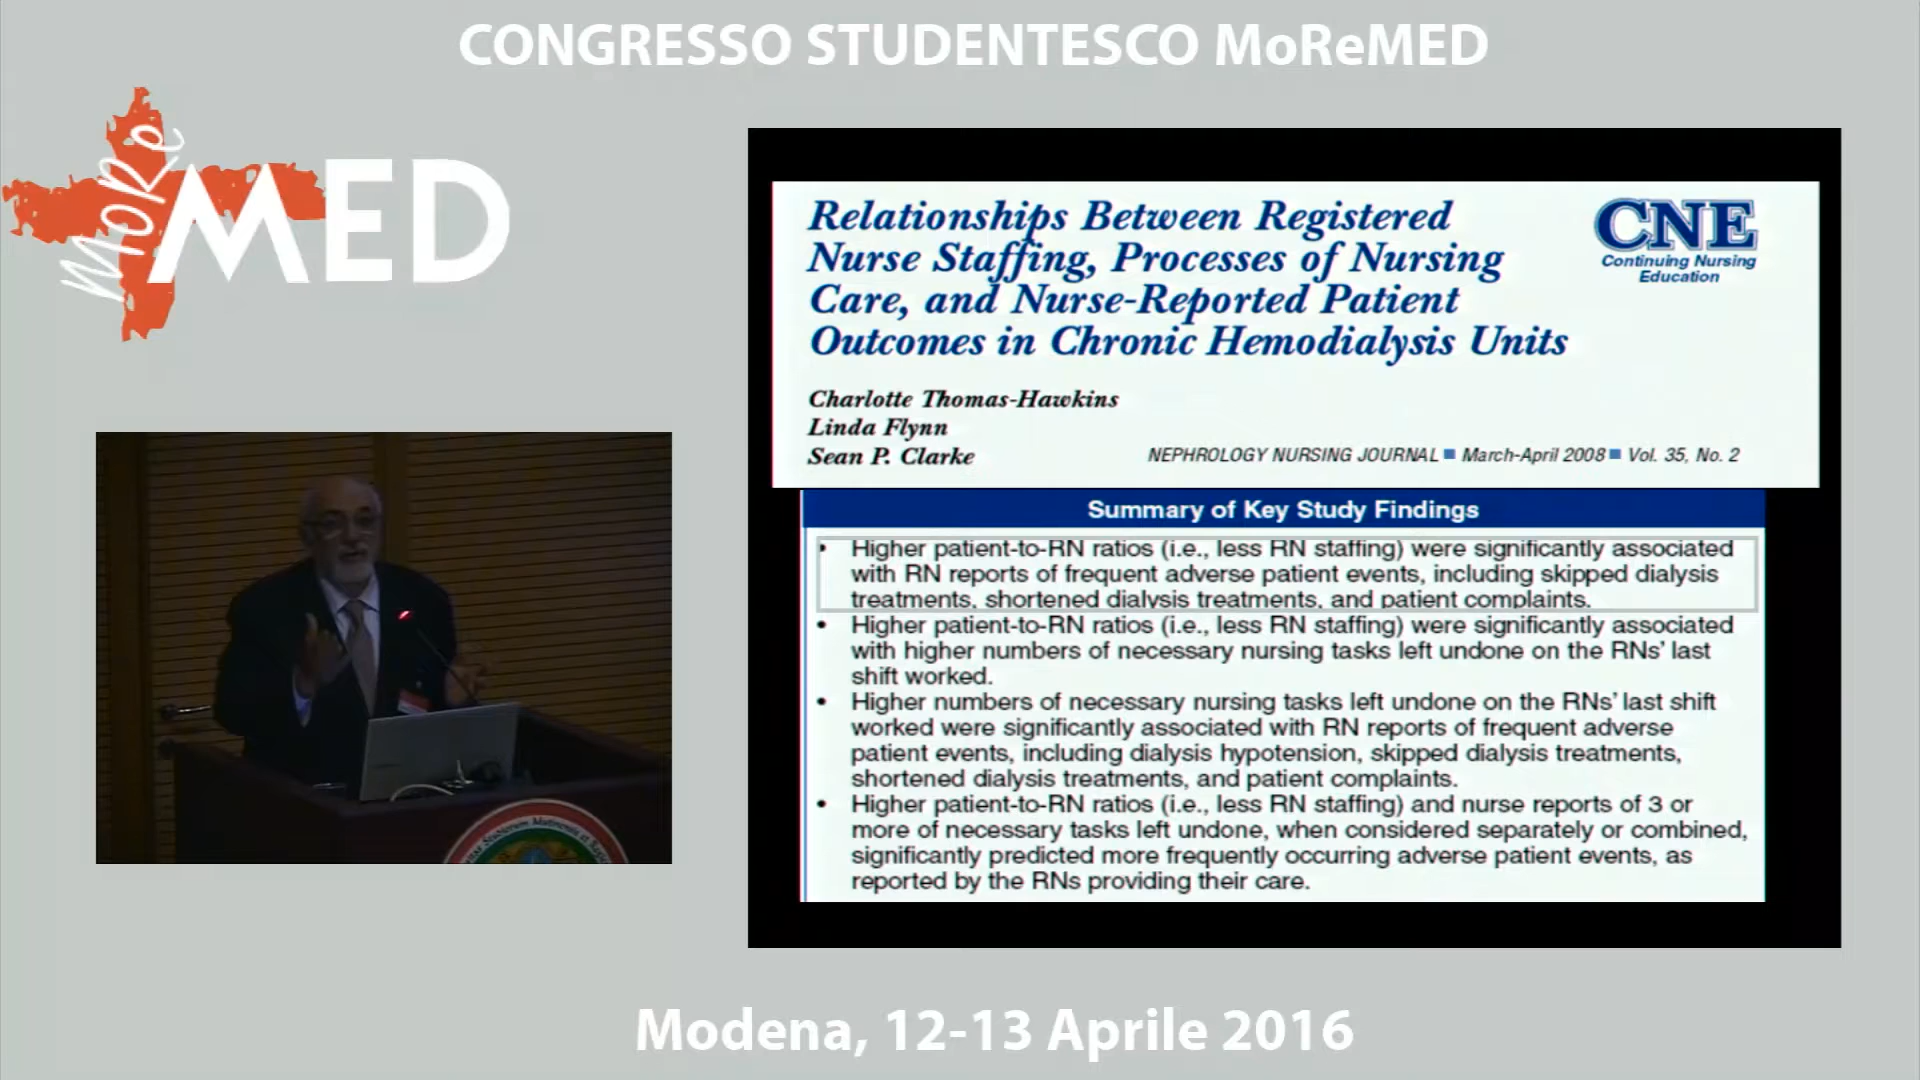 CONGRESSO STUDENTESCO MoReMED
MoRe
MED
Relationships Between Registered
Nurse Staffing, Processes of Nursing
Care, and Nurse-Reported Patient
Outcomes in Chronic Hemodialysis Units
CNE
Continuing Nursing
Education
Charlotte Thomas-Hawkins
Linda Flynn
Sean P. Clarke
NEPHROLOGY NURSING JOURNAL ■ March-April 2008 ■ Vol. 35, No. 2
Summary of Key Study Findings
• Higher patient-to-RN ratios (i.e., less RN staffing) were significantly associated
with RN reports of frequent adverse patient events, including skipped dialysis
treatments, shortened dialysis treatments, and patient complaints.
• Higher patient-to-RN ratios (i.e., less RN staffing) were significantly associated
with higher numbers of necessary nursing tasks left undone on the RNs' last
shift worked.
• Higher numbers of necessary nursing tasks left undone on the RNs' last shift
worked were significantly associated with RN reports of frequent adverse
patient events, including dialysis hypotension, skipped dialysis treatments,
shortened dialysis treatments, and patient complaints.
• Higher patient-to-RN ratios (i.e., less RN staffing) and nurse reports of 3 or
more of necessary tasks left undone, when considered separately or combined,
significantly predicted more frequently occurring adverse patient events, as
reported by the RNs providing their care.
Modena, 12-13 Aprile 2016